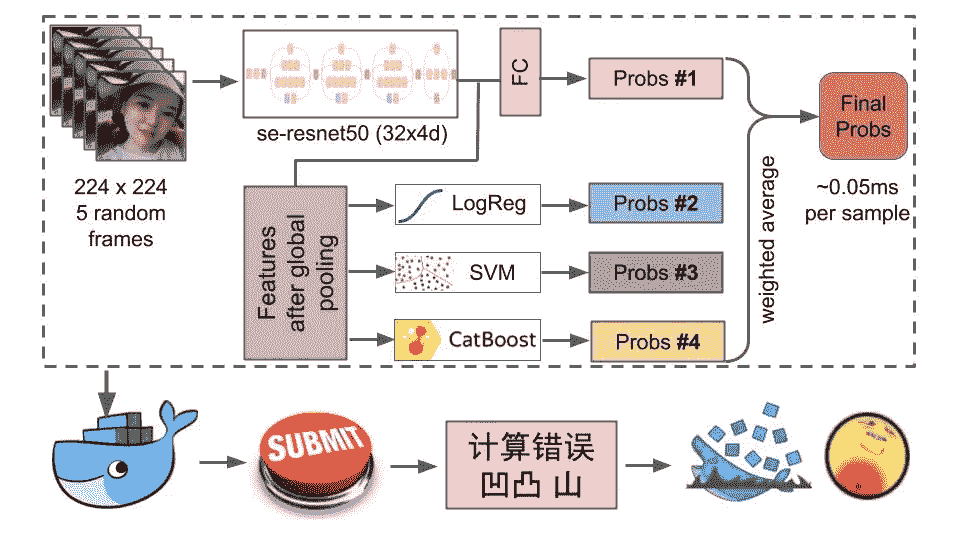 224 x 224
5 random
frames
se-resnet50 (32x4d)
FC
Probs #1
Final
Probs
~0.05ms
per sample
weighted average
Features
after global
pooling
LogReg
Probs #2
SVM
Probs #3
CatBoost
Probs #4
SUBMIT
计算错误
凹凸 山